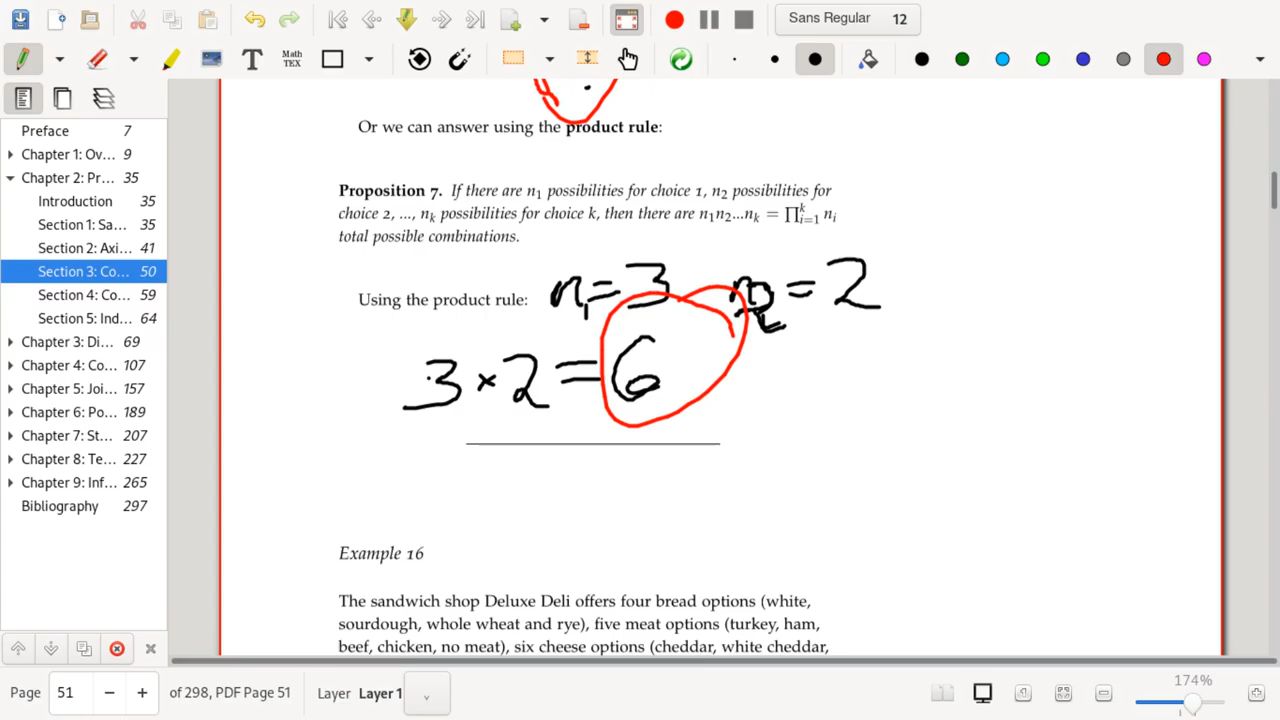 Sans Regular 12
Math
TEX
Preface 7
Chapter 1: Ov... 9
Chapter 2: Pr... 35
Introduction 35
Section 1: Sa... 35
Section 2: Axi... 41
Section 3: Co... 50
Section 4: Co... 59
Section 5: Ind... 64
Chapter 3: Di... 69
Chapter 4: Co... 107
Chapter 5: Joi... 157
Chapter 6: Po... 189
Chapter 7: St... 207
Chapter 8: Te... 227
Chapter 9: Inf... 265
Bibliography 297
Or we can answer using the product rule:
Proposition 7. If there are n₁ possibilities for choice 1, n₂ possibilities for
choice 2, ..., nₖ possibilities for choice k, then there are n₁n₂...nₖ = ∏ᵏᵢ₌₁ nᵢ
total possible combinations.
Using the product rule: n₁ = 3 n₂ = 2
3 × 2 = 6
Example 16
The sandwich shop Deluxe Deli offers four bread options (white,
sourdough, whole wheat and rye), five meat options (turkey, ham,
beef, chicken, no meat), six cheese options (cheddar, white cheddar,
Page 51 of 298, PDF Page 51 Layer Layer 1 174%